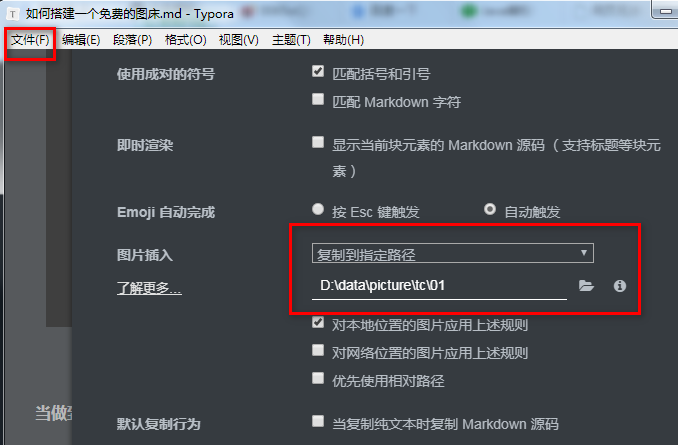 如何搭建一个免费的图床.md - Typora
文件(F) 编辑(E) 段落(P) 格式(O) 视图(V) 主题(T) 帮助(H)
使用成对的符号 匹配括号和引号
匹配 Markdown 字符
即时渲染 显示当前块元素的 Markdown 源码 （支持标题等块元
素 ）
Emoji 自动完成 按 Esc 键触发 自动触发
图片插入 复制到指定路径
了解更多... D:\data\picture\tc\01
对本地位置的图片应用上述规则
对网络位置的图片应用上述规则
优先使用相对路径
当做
默认复制行为 当复制纯文本时复制 Markdown 源码